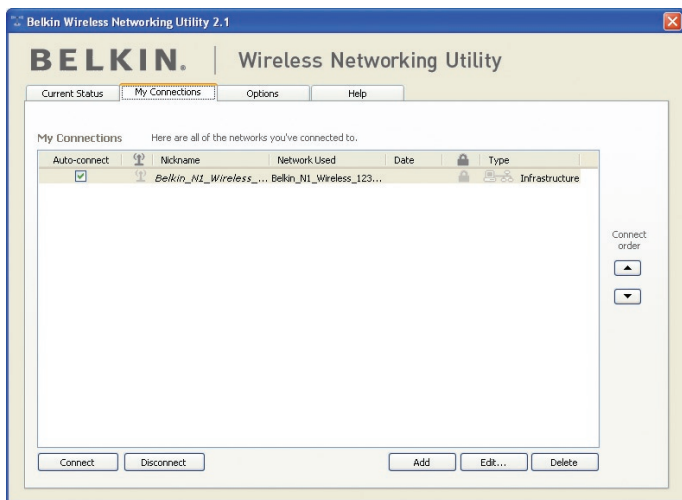 Belkin Wireless Networking Utility 2.1
BELKIN. | Wireless Networking Utility
Current Status My Connections Options Help
My Connections Here are all of the networks you've connected to.
Auto-connect Nickname Network Used Date Type
Belkin_N1_Wireless_... Belkin_N1_Wireless_123... Infrastructure
Connect order
Connect Disconnect Add Edit... Delete